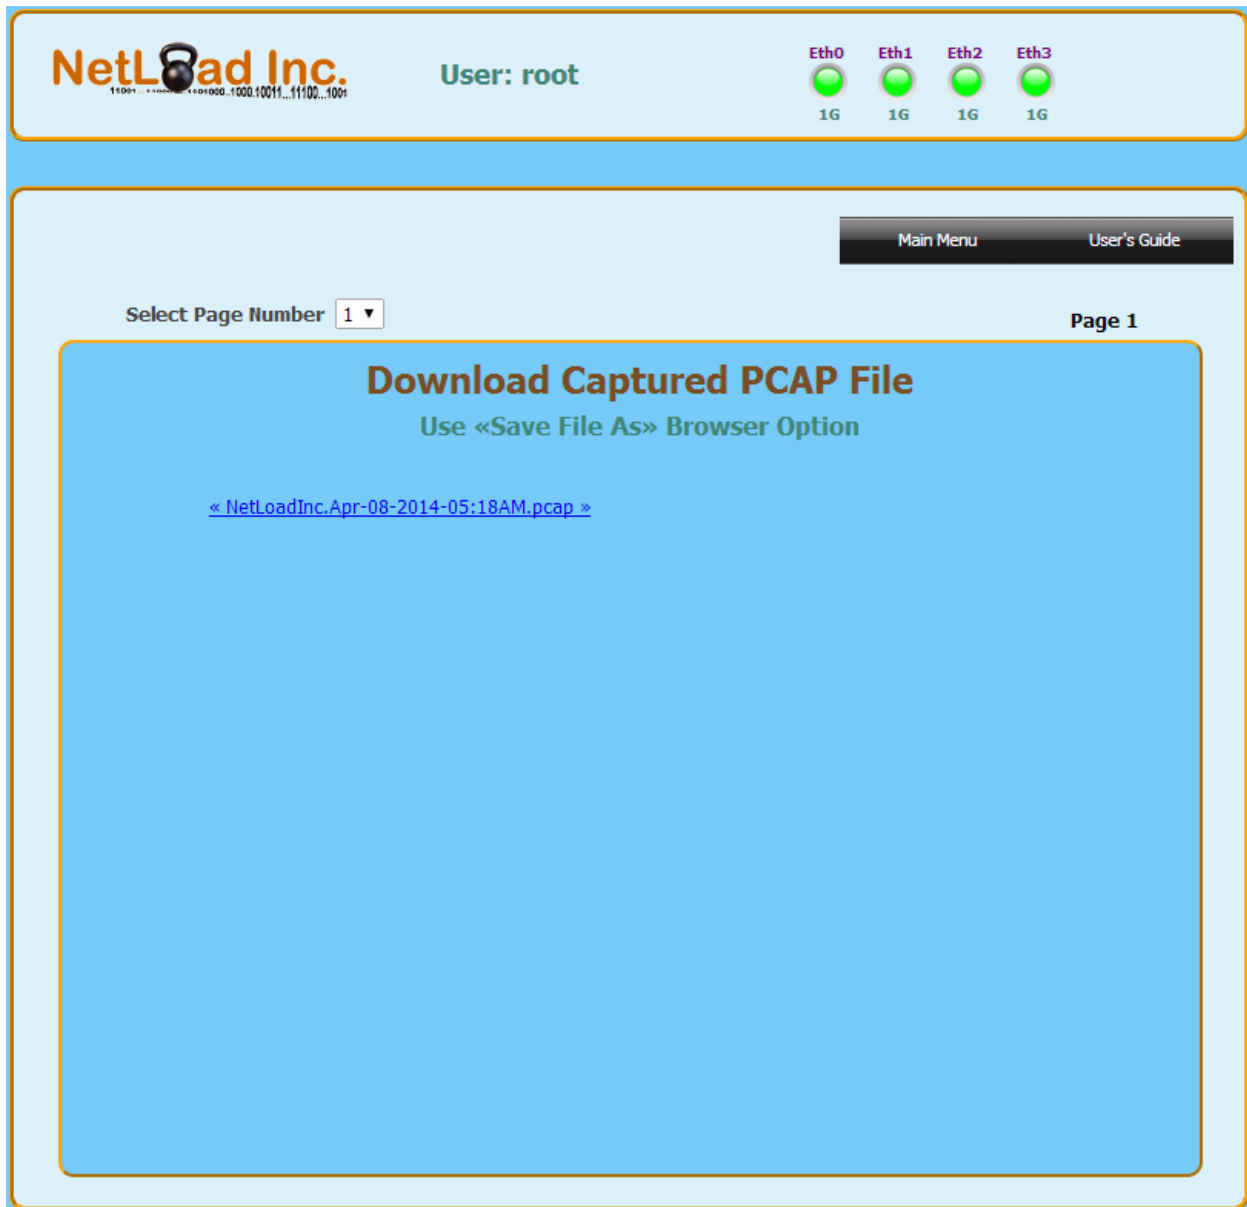 NetLoad Inc.
User: root
Eth0 Eth1 Eth2 Eth3
1G 1G 1G 1G
Main Menu User's Guide
Select Page Number 1
Page 1
Download Captured PCAP File
Use «Save File As» Browser Option
« NetLoadInc.Apr-08-2014-05:18AM.pcap »